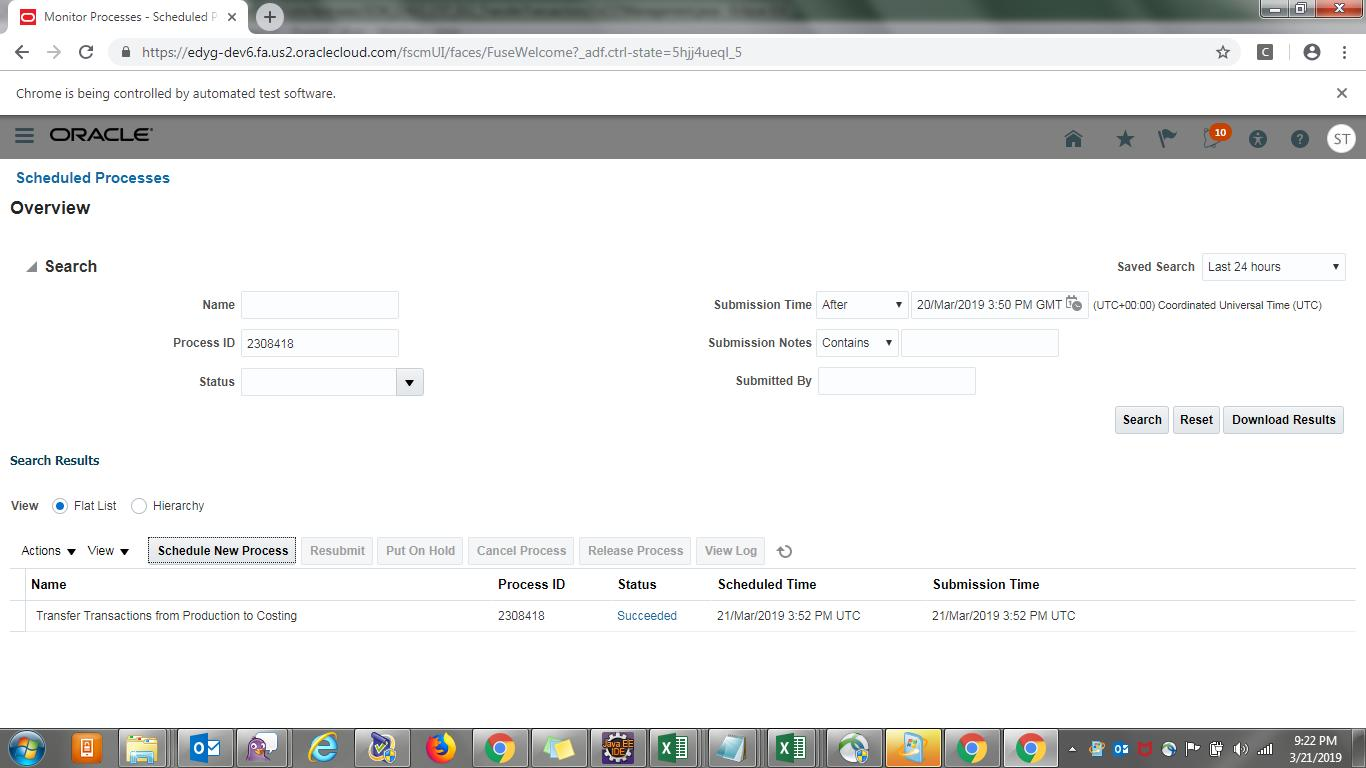 Monitor Processes - Scheduled P
https://edyg-dev6.fa.us2.oraclecloud.com/fscmUI/faces/FuseWelcome?_adf.ctrl-state=5hjj4ueql_5
C
Chrome is being controlled by automated test software.
ORACLE
10
ST
Scheduled Processes
Overview
Search
Saved Search Last 24 hours
Name
Submission Time After 20/Mar/2019 3:50 PM GMT (UTC+00:00) Coordinated Universal Time (UTC)
Process ID 2308418
Submission Notes Contains
Status
Submitted By
Search Reset Download Results
Search Results
View Flat List Hierarchy
Actions View Schedule New Process Resubmit Put On Hold Cancel Process Release Process View Log
Name Process ID Status Scheduled Time Submission Time
Transfer Transactions from Production to Costing 2308418 Succeeded 21/Mar/2019 3:52 PM UTC 21/Mar/2019 3:52 PM UTC
Java EE
IDE
9:22 PM
3/21/2019